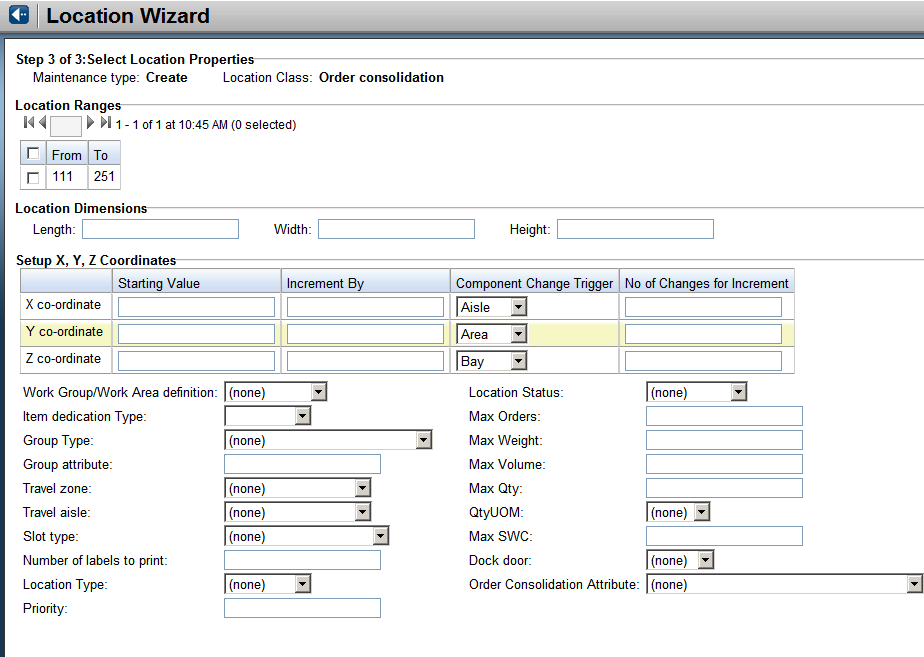 Location Wizard
Step 3 of 3:Select Location Properties
Maintenance type: Create Location Class: Order consolidation
Location Ranges
1 - 1 of 1 at 10:45 AM (0 selected)
From To
111 251
Location Dimensions
Length: Width: Height:
Setup X, Y, Z Coordinates
Starting Value Increment By Component Change Trigger No of Changes for Increment
X co-ordinate Aisle
Y co-ordinate Area
Z co-ordinate Bay
Work Group/Work Area definition: (none) Location Status: (none)
Item dedication Type: Max Orders:
Group Type: (none) Max Weight:
Group attribute: Max Volume:
Travel zone: (none) Max Qty:
Travel aisle: (none) QtyUOM: (none)
Slot type: (none) Max SWC:
Number of labels to print: Dock door: (none)
Location Type: (none) Order Consolidation Attribute: (none)
Priority: